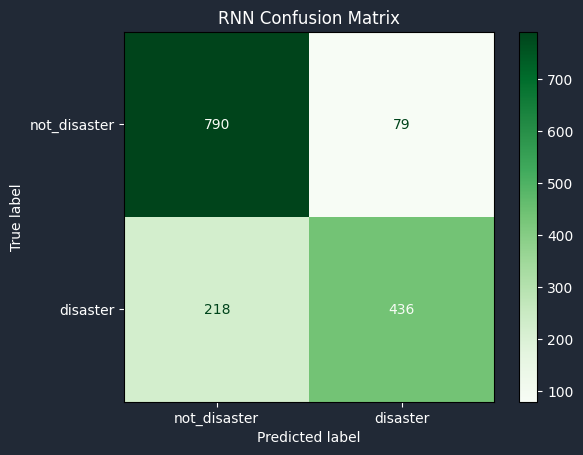 RNN Confusion Matrix
True label
not_disaster
790
79
disaster
218
436
not_disaster
disaster
Predicted label
700
600
500
400
300
200
100